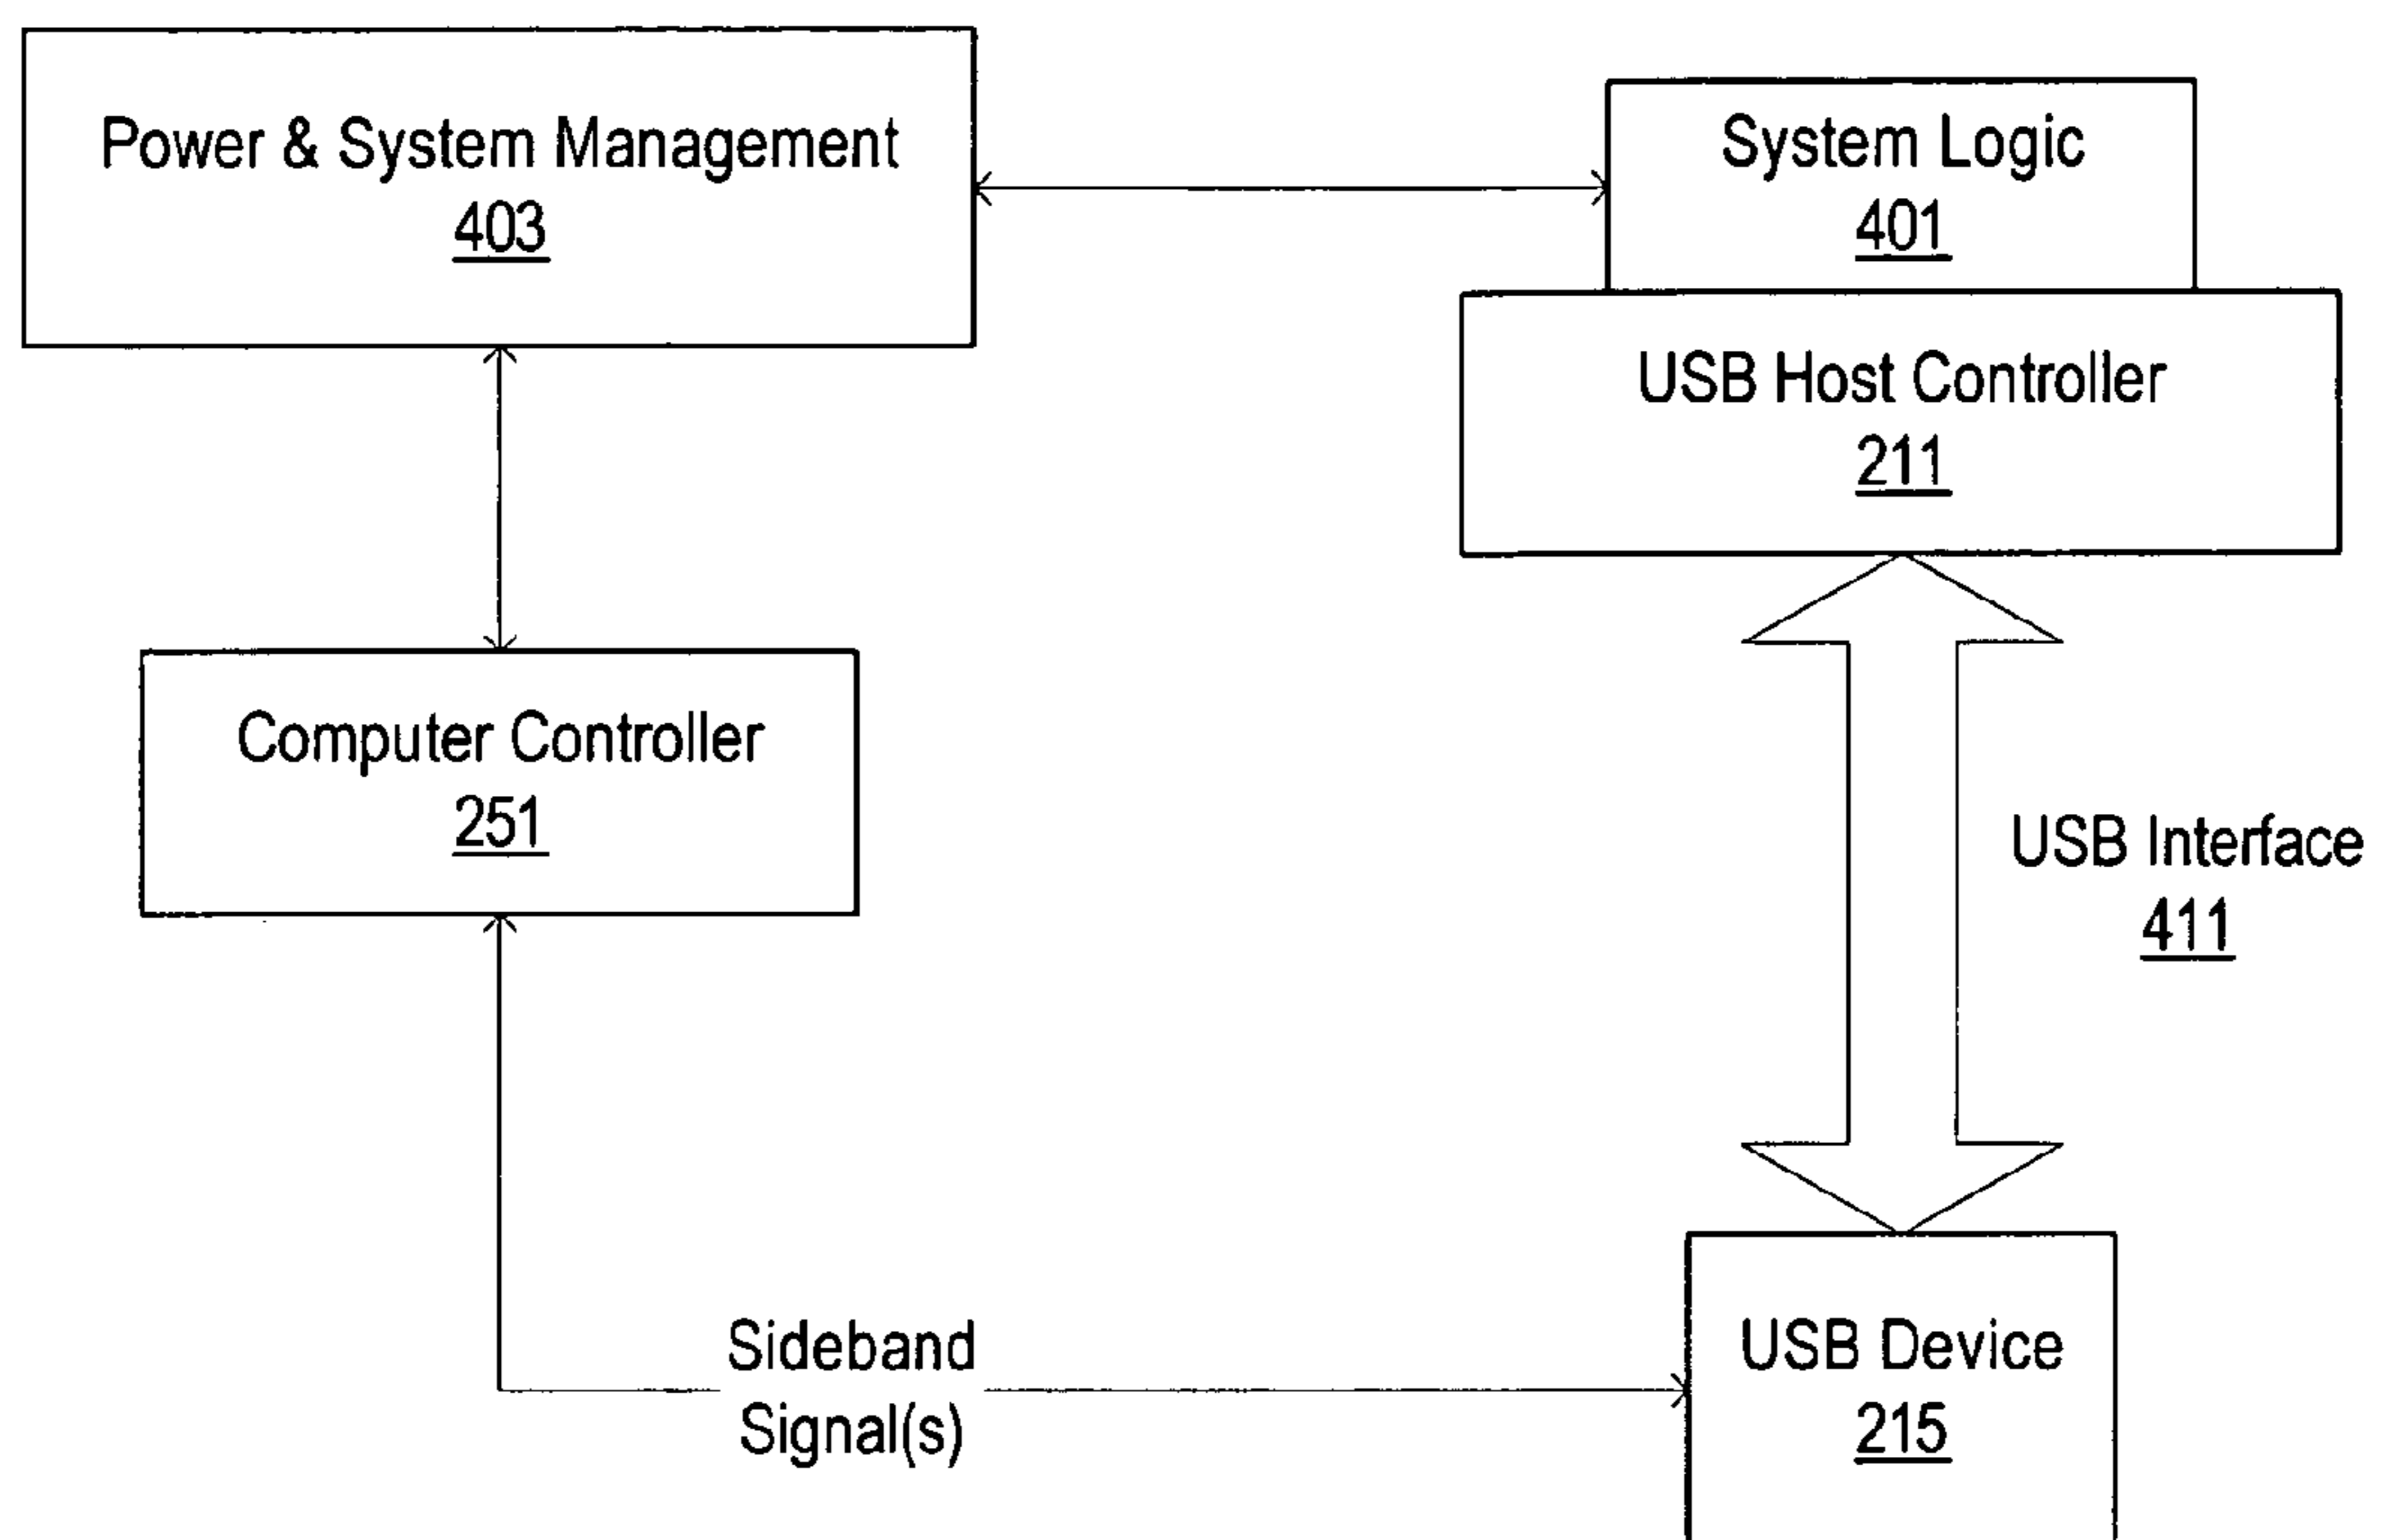 Power & System Management
403
System Logic
401
USB Host Controller
211
Computer Controller
251
USB Interface
411
Sideband
Signal(s)
USB Device
215